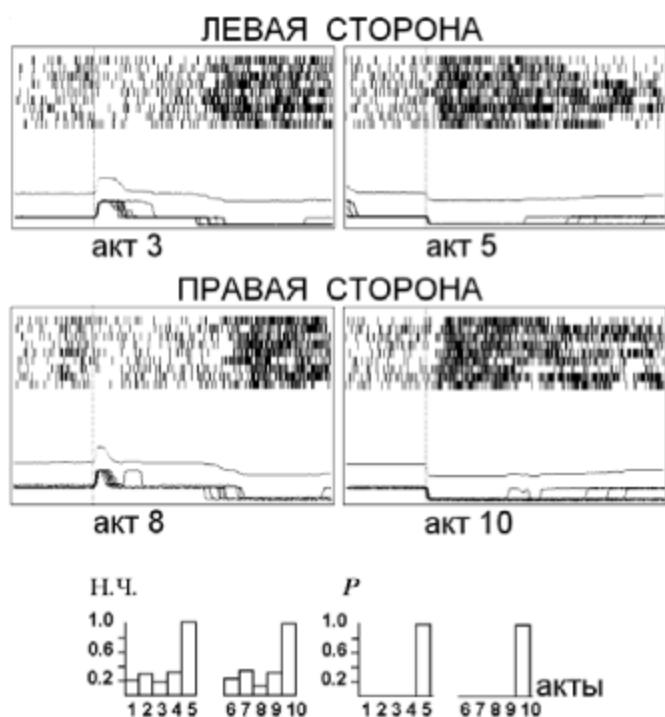 ЛЕВАЯ СТОРОНА
акт 3 акт 5
ПРАВАЯ СТОРОНА
акт 8 акт 10
Н.Ч. P
1.0 1.0
0.6 0.6
0.2 0.2
акты
1 2 3 4 5 6 7 8 9 10 1 2 3 4 5 6 7 8 9 10